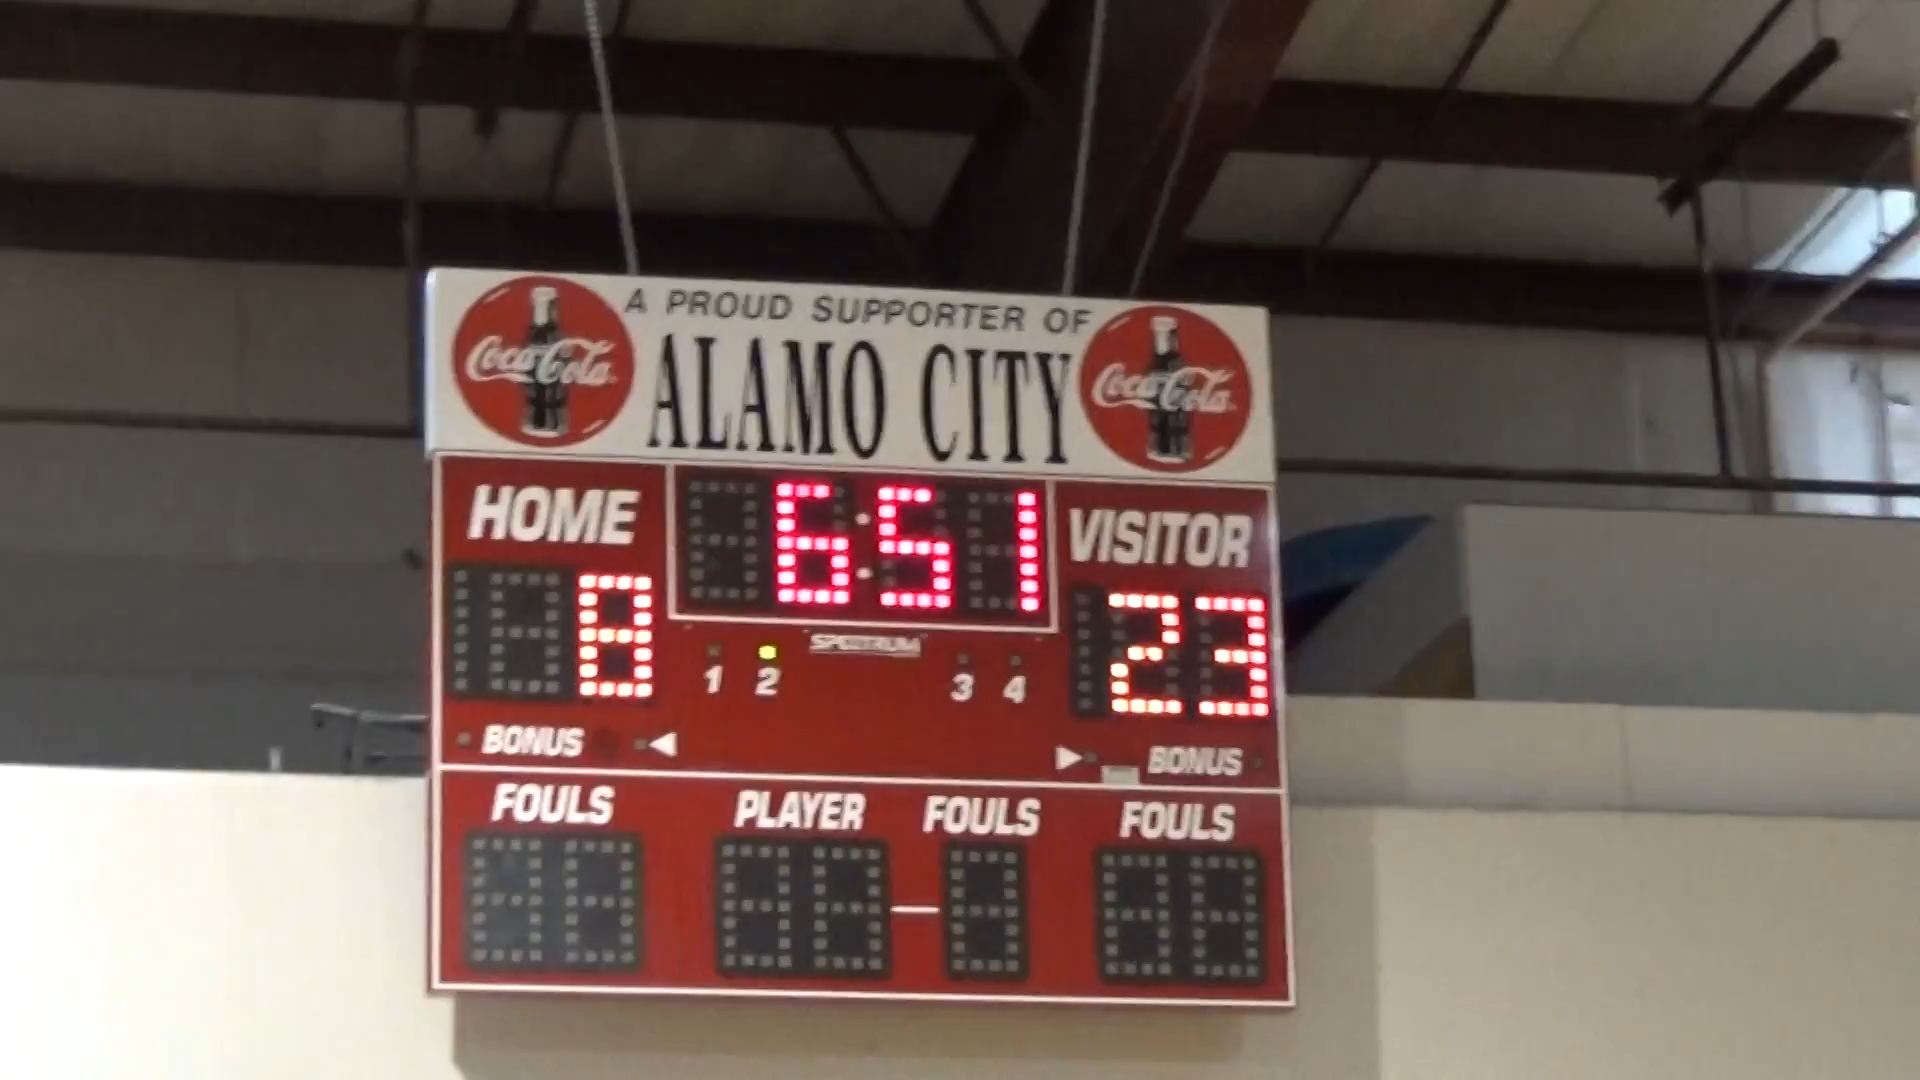 A PROUD SUPPORTER OF
Coca-Cola ALAMO CITY Coca-Cola
HOME 6:51 VISITOR
8 23
SPECTRUM
1 2 3 4
BONUS BONUS
FOULS PLAYER FOULS FOULS